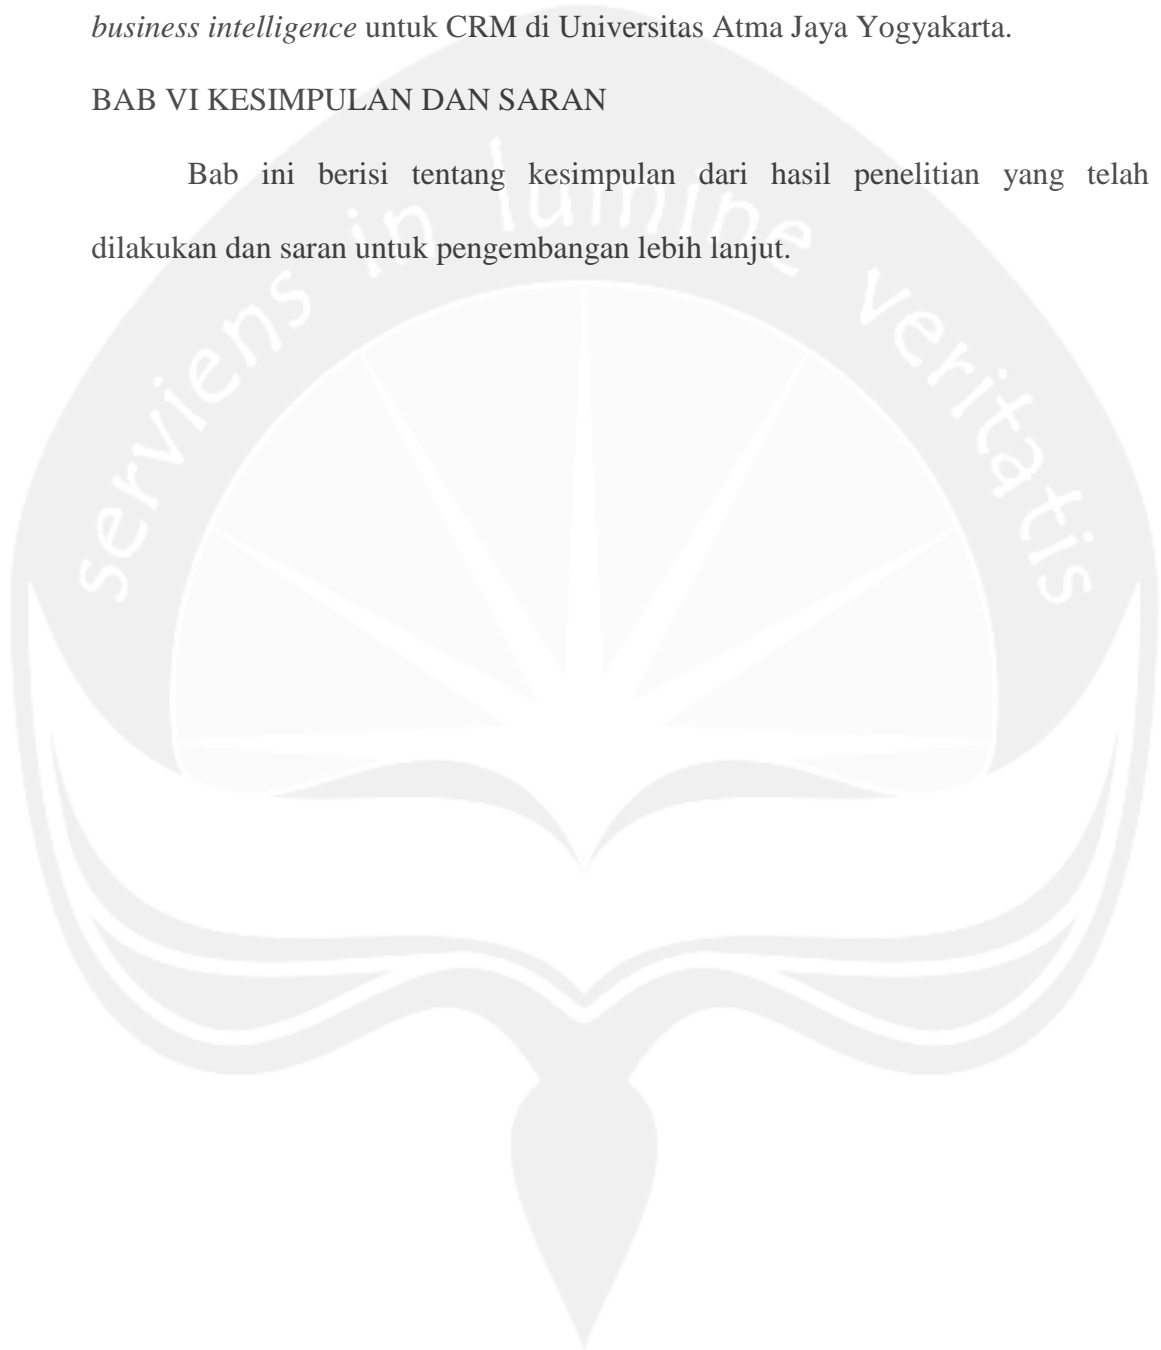 business intelligence untuk CRM di Universitas Atma Jaya Yogyakarta.
BAB VI KESIMPULAN DAN SARAN
Bab ini berisi tentang kesimpulan dari hasil penelitian yang telah
dilakukan dan saran untuk pengembangan lebih lanjut.
serviens in lumine veritatis